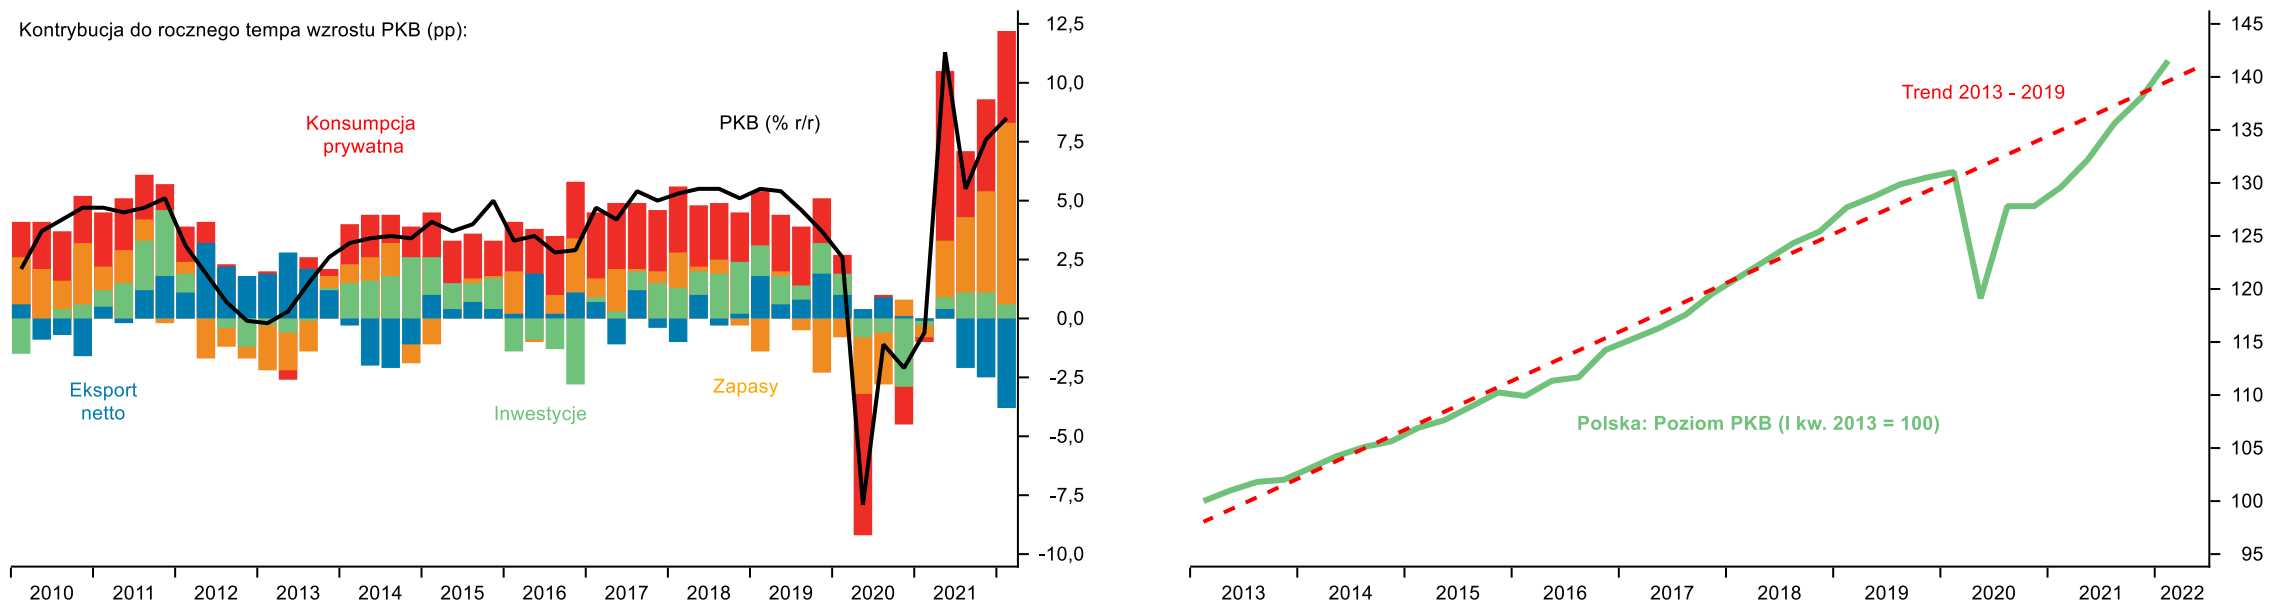 Kontrybucja do rocznego tempa wzrostu PKB (pp):
Konsumpcja
prywatna
PKB (% r/r)
Eksport
netto
Inwestycje
Zapasy
12,5
10,0
7,5
5,0
2,5
0,0
-2,5
-5,0
-7,5
-10,0
2010 2011 2012 2013 2014 2015 2016 2017 2018 2019 2020 2021
Trend 2013 - 2019
Polska: Poziom PKB (I kw. 2013 = 100)
145
140
135
130
125
120
115
110
105
100
95
2013 2014 2015 2016 2017 2018 2019 2020 2021 2022